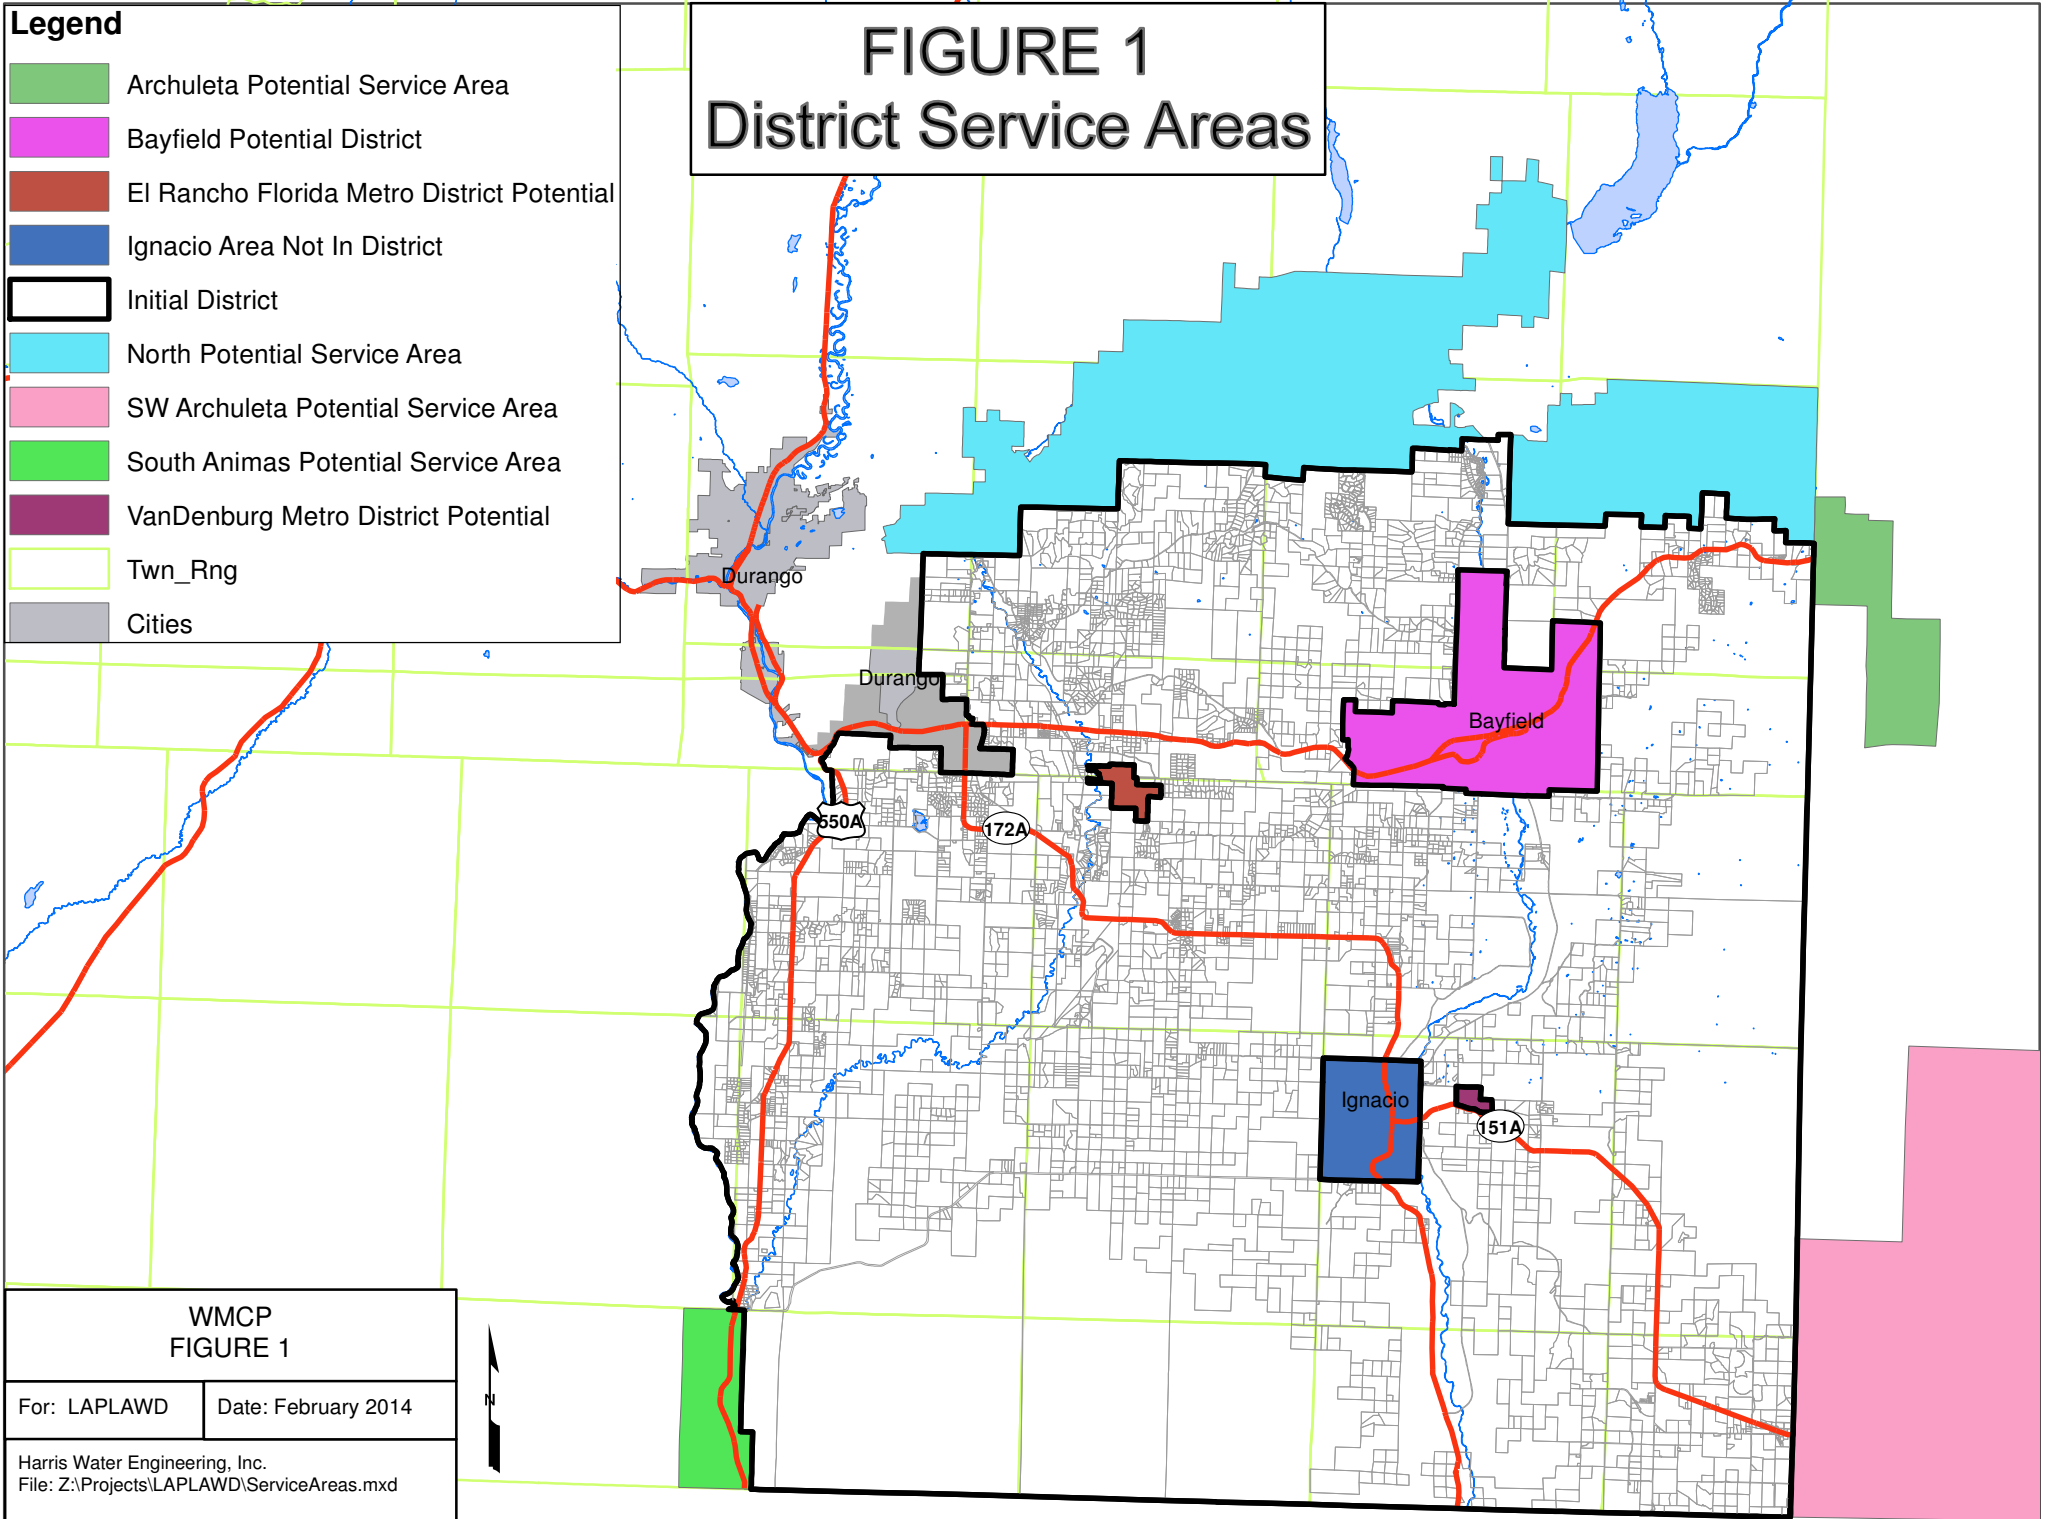 Legend
Archuleta Potential Service Area
Bayfield Potential District
El Rancho Florida Metro District Potential
Ignacio Area Not In District
Initial District
North Potential Service Area
SW Archuleta Potential Service Area
South Animas Potential Service Area
VanDenburg Metro District Potential
Twn_Rng
Cities
FIGURE 1
District Service Areas
Durango
Durango
Bayfield
550A
172A
Ignacio
151A
WMCP
FIGURE 1
For: LAPLAWD
Date: February 2014
Harris Water Engineering, Inc.
File: Z:\Projects\LAPLAWD\ServiceAreas.mxd
N